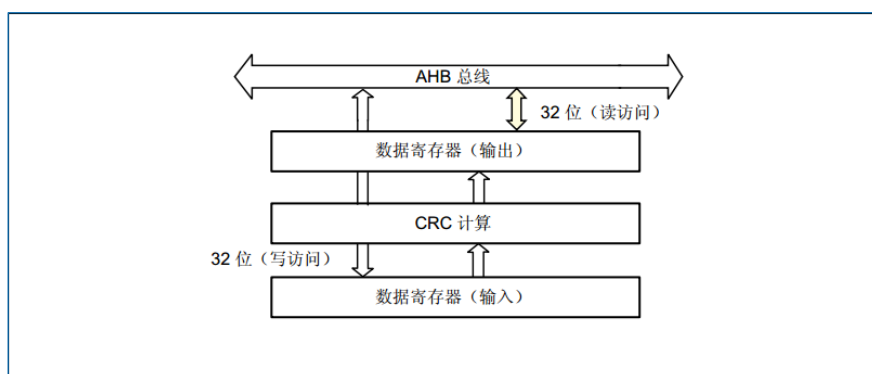 AHB 总线
32 位（读访问）
数据寄存器（输出）
CRC 计算
32 位（写访问）
数据寄存器（输入）